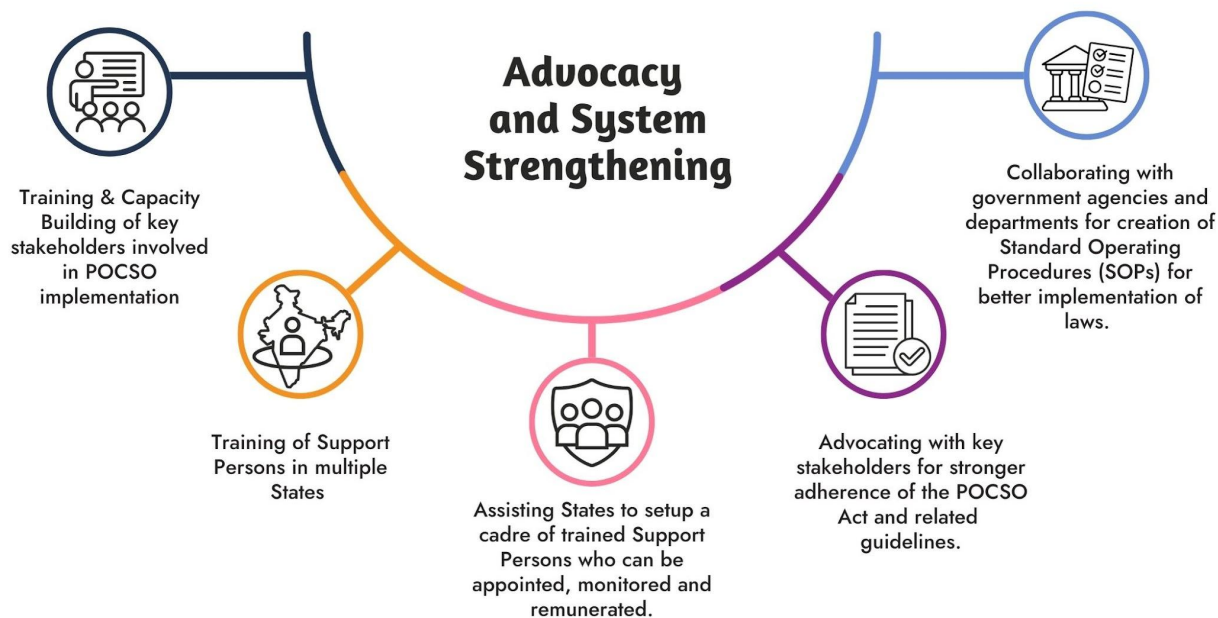 Advocacy
and System
Strengthening
Training & Capacity
Building of key
stakeholders involved
in POCSO
implementation
Training of Support
Persons in multiple
States
Assisting States to setup a
cadre of trained Support
Persons who can be
appointed, monitored and
remunerated.
Advocating with key
stakeholders for stronger
adherence of the POCSO
Act and related
guidelines.
Collaborating with
government agencies and
departments for creation of
Standard Operating
Procedures (SOPs) for
better implementation of
laws.